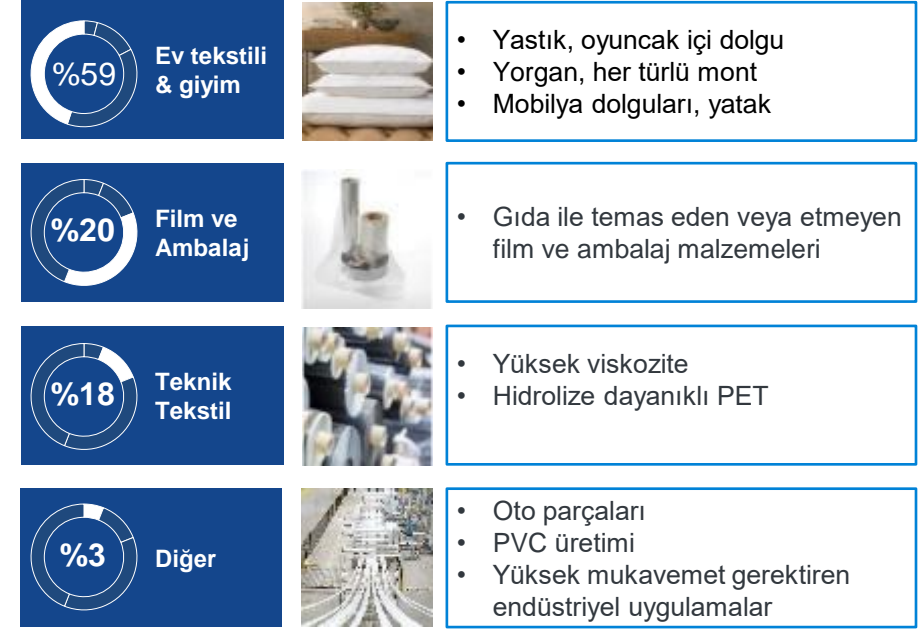 %59
Ev tekstili
& giyim
• Yastık, oyuncak içi dolgu
• Yorgan, her türlü mont
• Mobilya dolguları, yatak
%20
Film ve
Ambalaj
• Gıda ile temas eden veya etmeyen
film ve ambalaj malzemeleri
%18
Teknik
Tekstil
• Yüksek viskozite
• Hidrolize dayanıklı PET
%3
Diğer
• Oto parçaları
• PVC üretimi
• Yüksek mukavemet gerektiren
endüstriyel uygulamalar